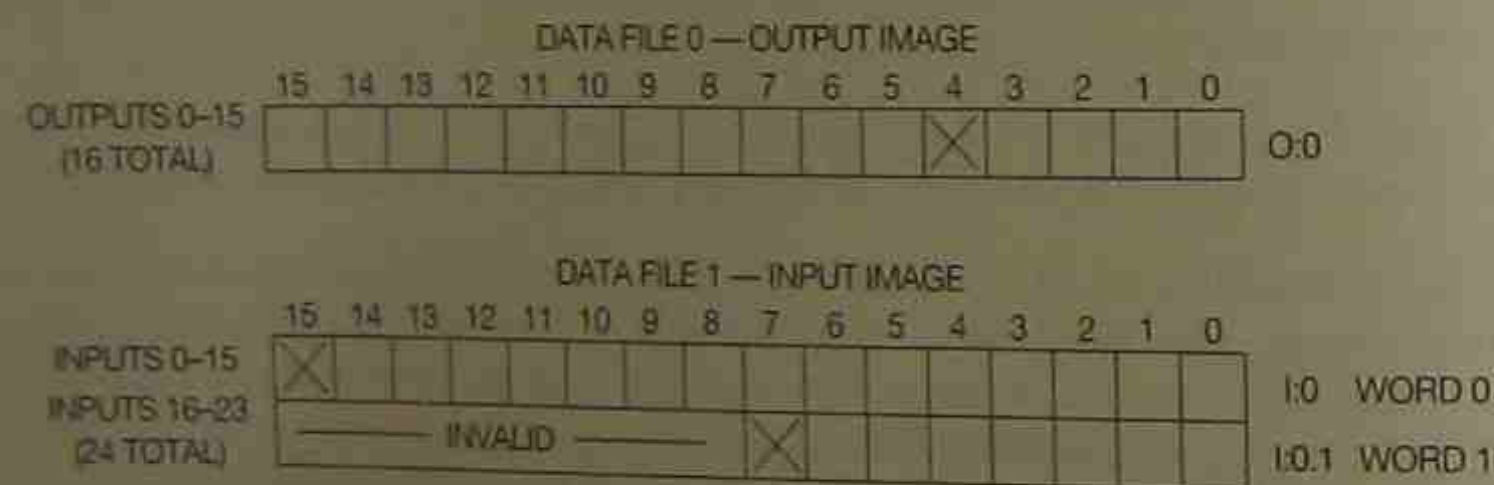 DATA FILE 0 — OUTPUT IMAGE
15 14 13 12 11 10 9 8 7 6 5 4 3 2 1 0
OUTPUTS 0–15
(16 TOTAL)
O:0
DATA FILE 1 — INPUT IMAGE
15 14 13 12 11 10 9 8 7 6 5 4 3 2 1 0
INPUTS 0–15
I:0 WORD 0
INPUTS 16–23
(24 TOTAL)
INVALID
I:0.1 WORD 1